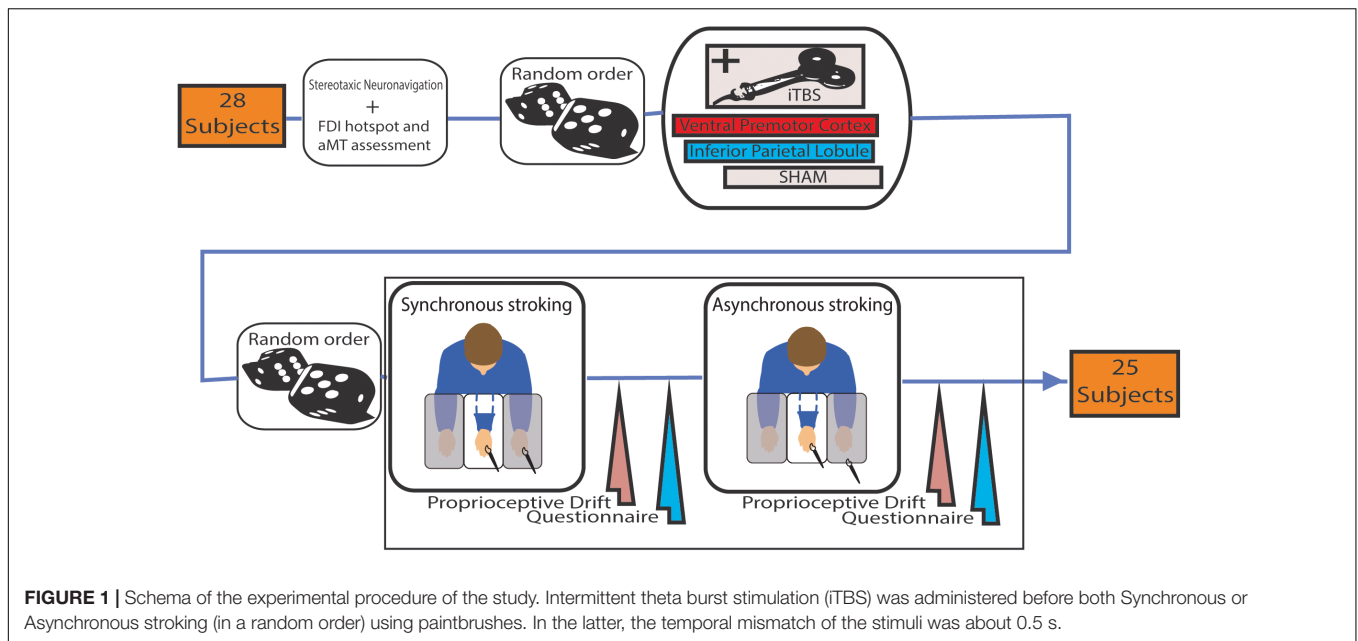 28
Subjects
Stereotaxic Neuronavigation
+
FDI hotspot and
aMT assessment
Random order
+
iTBS
Ventral Premotor Cortex
Inferior Parietal Lobule
SHAM
Random order
Synchronous stroking
Proprioceptive Drift
Questionnaire
Asynchronous stroking
Proprioceptive Drift
Questionnaire
25
Subjects
FIGURE 1 | Schema of the experimental procedure of the study. Intermittent theta burst stimulation (iTBS) was administered before both Synchronous or
Asynchronous stroking (in a random order) using paintbrushes. In the latter, the temporal mismatch of the stimuli was about 0.5 s.